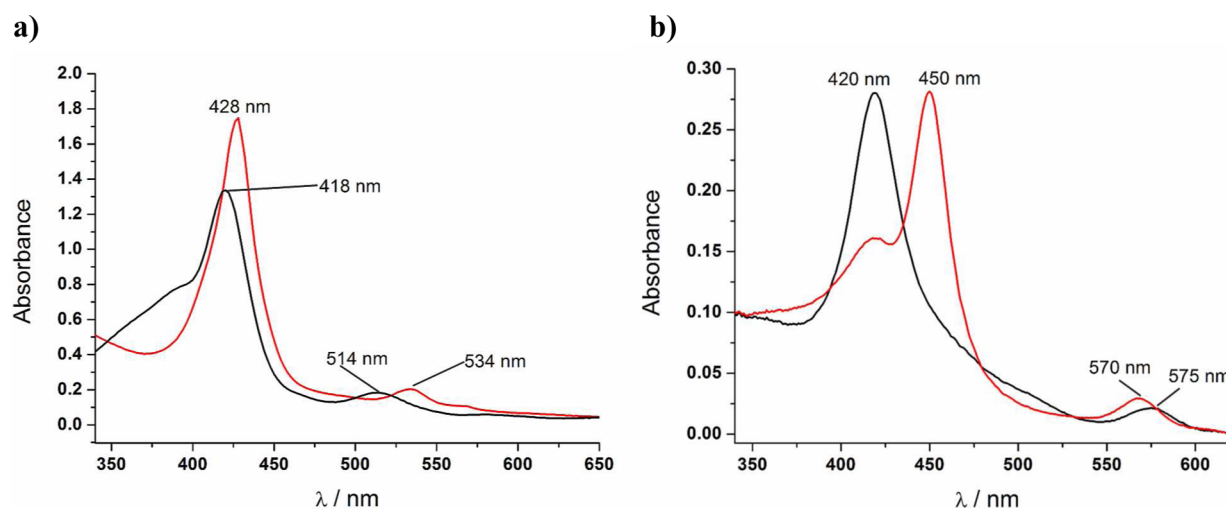 a)
2.0
1.8
1.6
1.4
1.2
1.0
0.8
0.6
0.4
0.2
0.0
Absorbance
428 nm
418 nm
514 nm
534 nm
350 400 450 500 550 600 650
λ / nm
b)
0.30
0.25
0.20
0.15
0.10
0.05
0.00
Absorbance
420 nm 450 nm
570 nm
575 nm
350 400 450 500 550 600
λ / nm